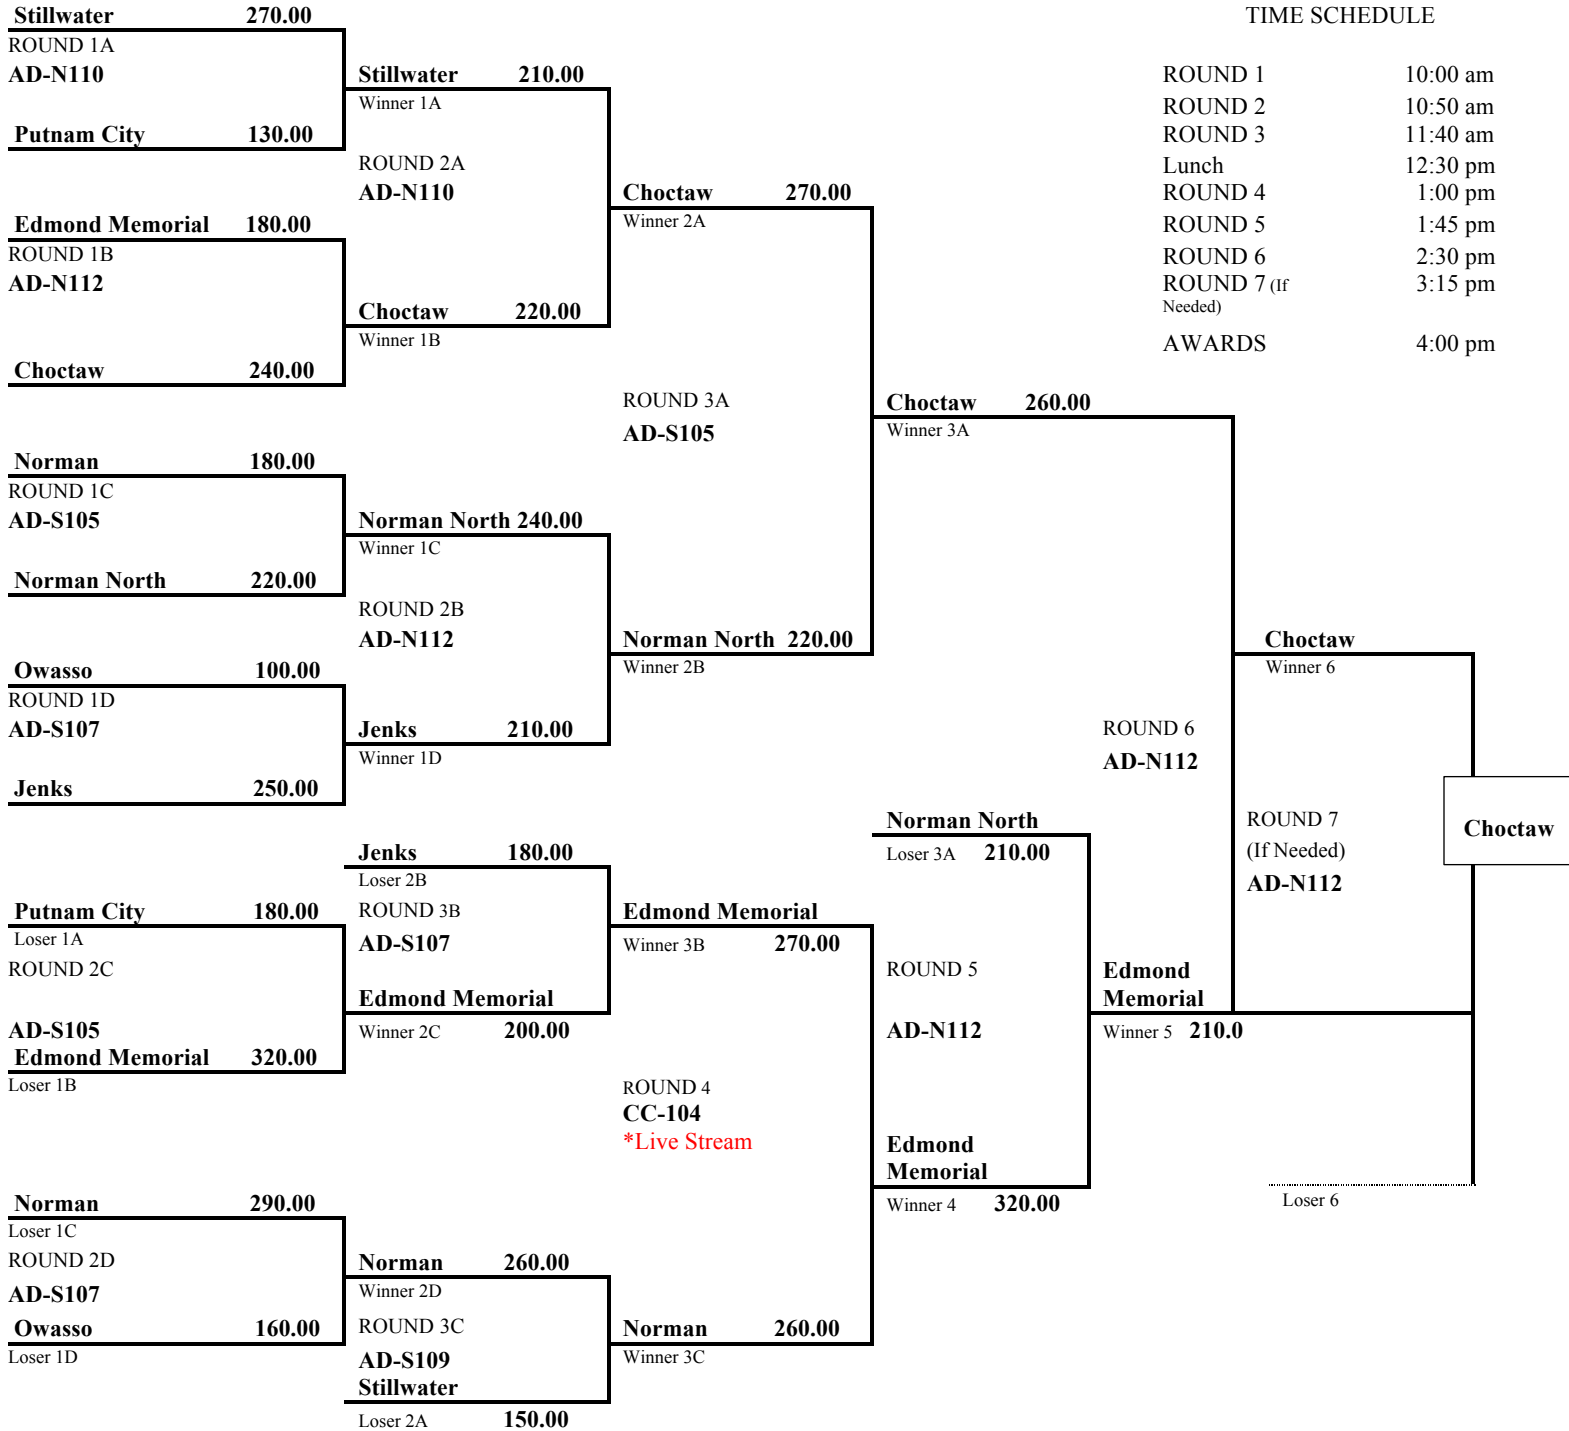 Stillwater 270.00
ROUND 1A
AD-N110
Putnam City 130.00
Edmond Memorial 180.00
ROUND 1B
AD-N112
Choctaw 240.00
Norman 180.00
ROUND 1C
AD-S105
Norman North 220.00
Owasso 100.00
ROUND 1D
AD-S107
Jenks 250.00
Putnam City 180.00
Loser 1A
ROUND 2C
AD-S105
Edmond Memorial 320.00
Loser 1B
Norman 290.00
Loser 1C
ROUND 2D
AD-S107
Owasso 160.00
Loser 1D
Stillwater 210.00
Winner 1A
ROUND 2A
AD-N110
Choctaw 220.00
Winner 1B
Norman North 240.00
Winner 1C
ROUND 2B
AD-N112
Jenks 210.00
Winner 1D
Jenks 180.00
Loser 2B
ROUND 3B
AD-S107
Edmond Memorial
Winner 2C 200.00
Norman 260.00
Winner 2D
ROUND 3C
AD-S109
Stillwater
Loser 2A 150.00
Choctaw 270.00
Winner 2A
ROUND 3A
AD-S105
Norman North 220.00
Winner 2B
Edmond Memorial
Winner 3B 270.00
ROUND 4
CC-104
*Live Stream
Norman 260.00
Winner 3C
Choctaw 260.00
Winner 3A
Norman North
Loser 3A 210.00
ROUND 5
AD-N112
Edmond
Memorial
Winner 4 320.00
ROUND 6
AD-N112
Edmond
Memorial
Winner 5 210.0
Choctaw
Winner 6
ROUND 7
(If Needed)
AD-N112
Loser 6
Choctaw
TIME SCHEDULE
ROUND 1 10:00 am
ROUND 2 10:50 am
ROUND 3 11:40 am
Lunch 12:30 pm
ROUND 4 1:00 pm
ROUND 5 1:45 pm
ROUND 6 2:30 pm
ROUND 7 (If 3:15 pm
Needed)
AWARDS 4:00 pm